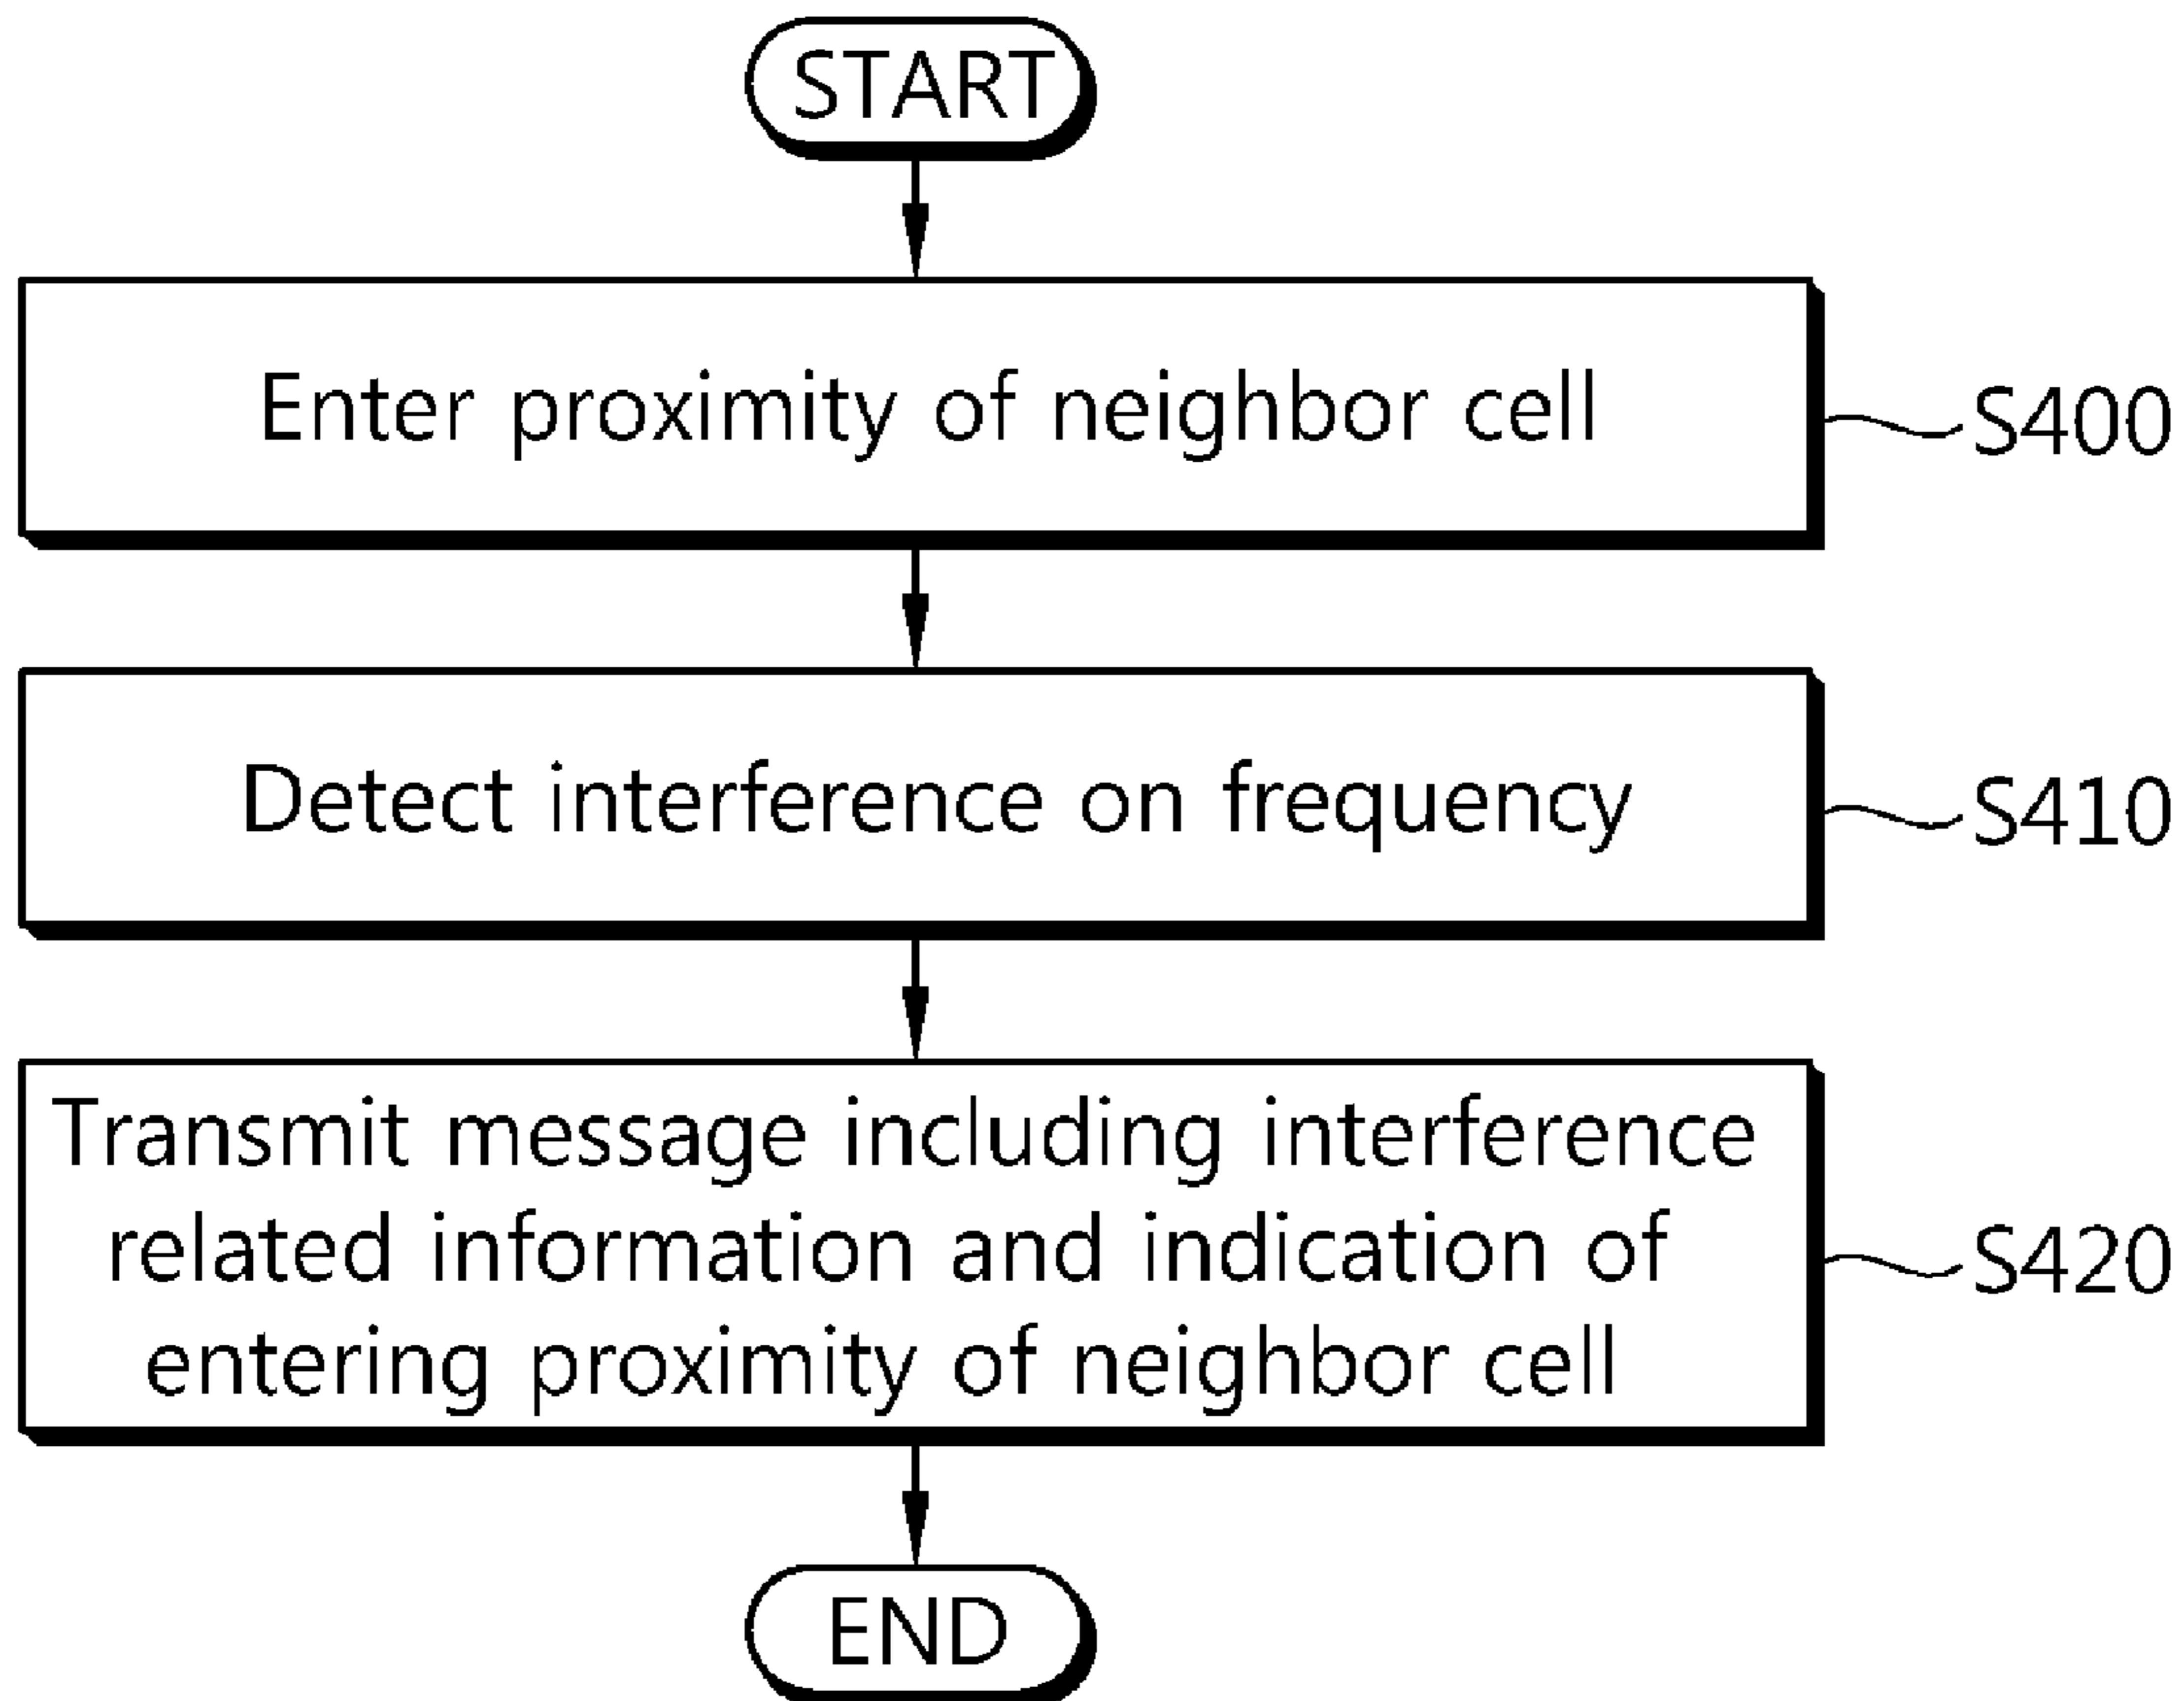 START
Enter proximity of neighbor cell
S400
Detect interference on frequency
S410
Transmit message including interference
related information and indication of
entering proximity of neighbor cell
S420
END